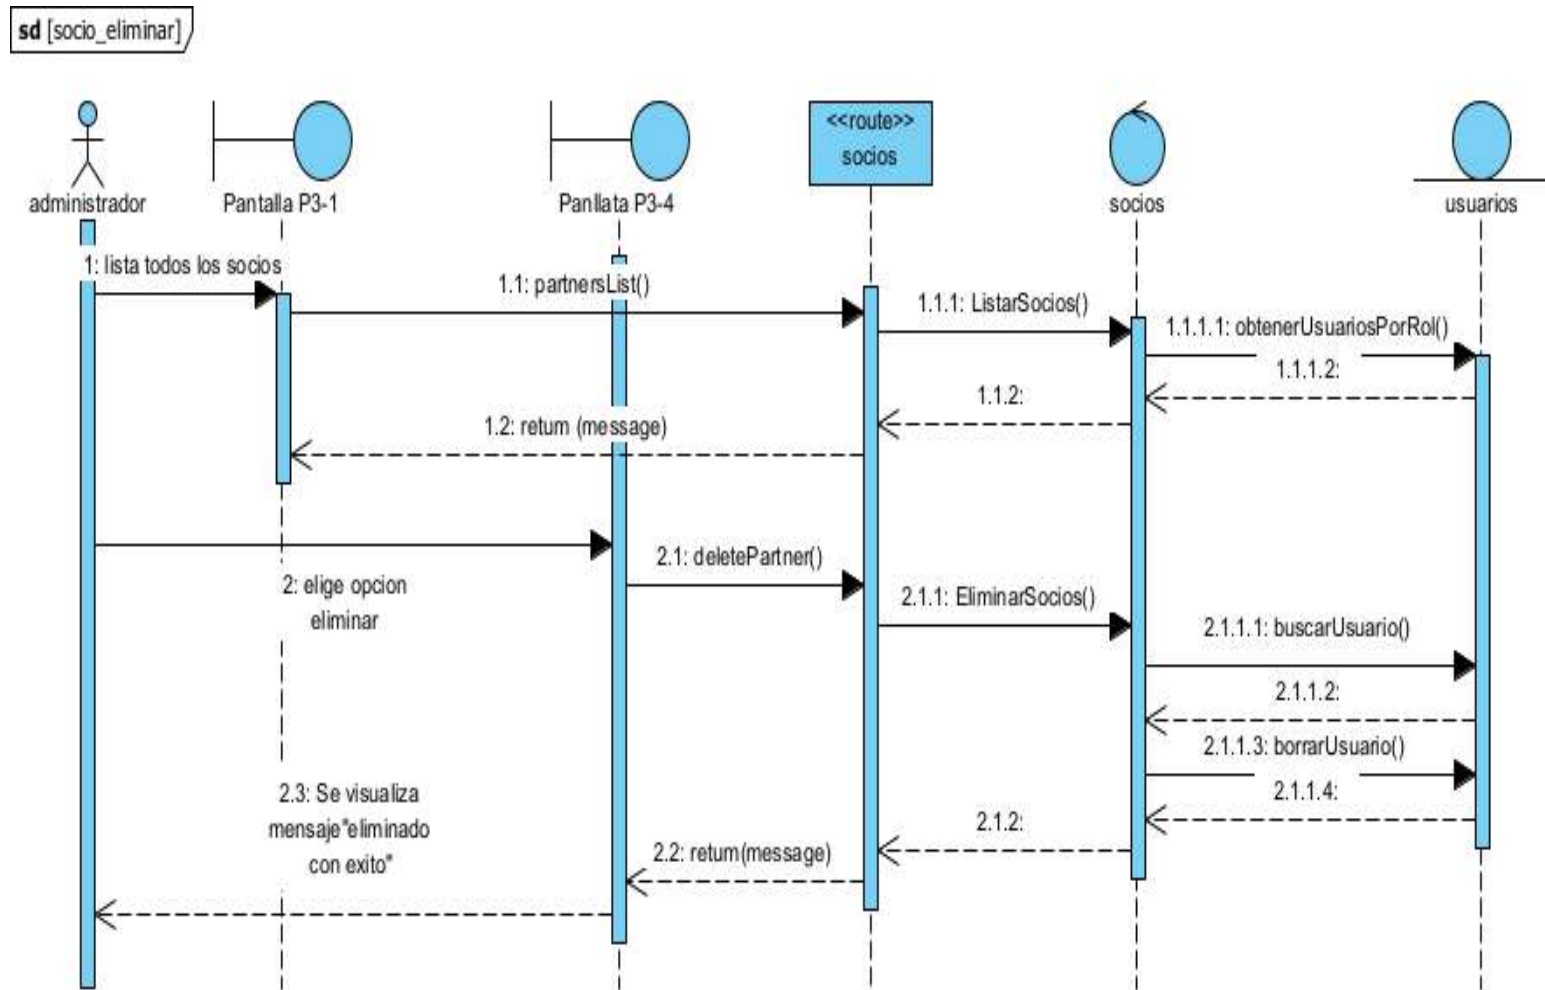 sd [socio_eliminar]
<<route>>
socios
administrador
Pantalla P3-1
Panllata P3-4
socios
usuarios
1: lista todos los socios
1.1: partnersList()
1.1.1: ListarSocios()
1.1.1.1: obtenerUsuariosPorRol()
1.1.1.2:
1.1.2:
1.2: return (message)
2: elige opcion
eliminar
2.1: deletePartner()
2.1.1: EliminarSocios()
2.1.1.1: buscarUsuario()
2.1.1.2:
2.1.1.3: borrarUsuario()
2.1.1.4:
2.1.2:
2.2: return(message)
2.3: Se visualiza
mensaje"eliminado
con exito"